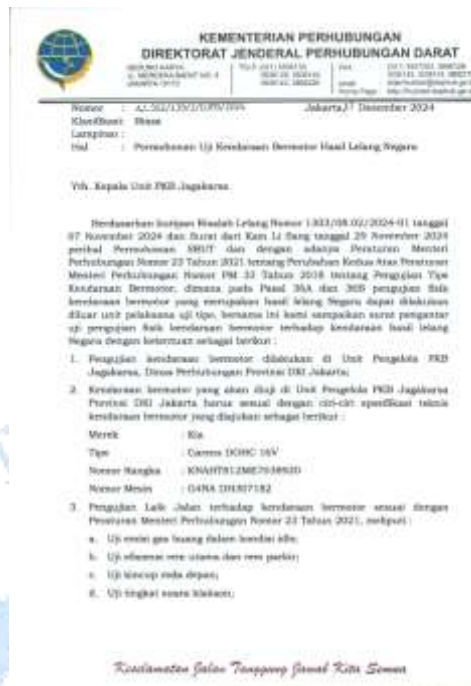 KEMENTERIAN PERHUBUNGAN
DIREKTORAT JENDERAL PERHUBUNGAN DARAT
Nomor :
Jakarta, 17 Desember 2024
Klasifikasi : Biasa
Lampiran :
Hal : Permohonan Uji Kendaraan Bermotor Hasil Lelang Negara
Yth. Kepala Unit PKB Jagakarsa
Berdasarkan kutipan Risalah Lelang Nomor 1303/08.02/2024-01 tanggal
07 November 2024 dan Surat dari Kam Li Sang tanggal 29 November 2024
perihal Permohonan SRUT dan dengan adanya Peraturan Menteri
Perhubungan Nomor 23 Tahun 2021 tentang Perubahan Kedua Atas Peraturan
Menteri Perhubungan Nomor PM 33 Tahun 2018 tentang Pengujian Tipe
Kendaraan Bermotor, dimana pada Pasal 36A dan 36B pengujian fisik
kendaraan bermotor yang merupakan hasil lelang Negara dapat dilakukan
diluar unit pelaksana uji tipe, bersama ini kami sampaikan surat pengantar
uji pengujian fisik kendaraan bermotor terhadap kendaraan hasil lelang
Negara dengan ketentuan sebagai berikut :
1. Pengujian kendaraan bermotor dilakukan di Unit Pengelola PKB
Jagakarsa, Dinas Perhubungan Provinsi DKI Jakarta;
2. Kendaraan bermotor yang akan diuji di Unit Pengelola PKB Jagakarsa
Provinsi DKI Jakarta harus sesuai dengan ciri-ciri spesifikasi teknis
kendaraan bermotor yang diajukan sebagai berikut :
Merek : Kia
Tipe : Carens DOHC 16V
Nomor Rangka :
Nomor Mesin :
3. Pengujian Laik Jalan terhadap kendaraan bermotor sesuai dengan
Peraturan Menteri Perhubungan Nomor 23 Tahun 2021, meliputi :
a. Uji emisi gas buang dalam kondisi idle;
b. Uji efisiensi rem utama dan rem parkir;
c. Uji kincup roda depan;
d. Uji tingkat suara klakson;
Keselamatan Jalan Tanggung Jawab Kita Semua